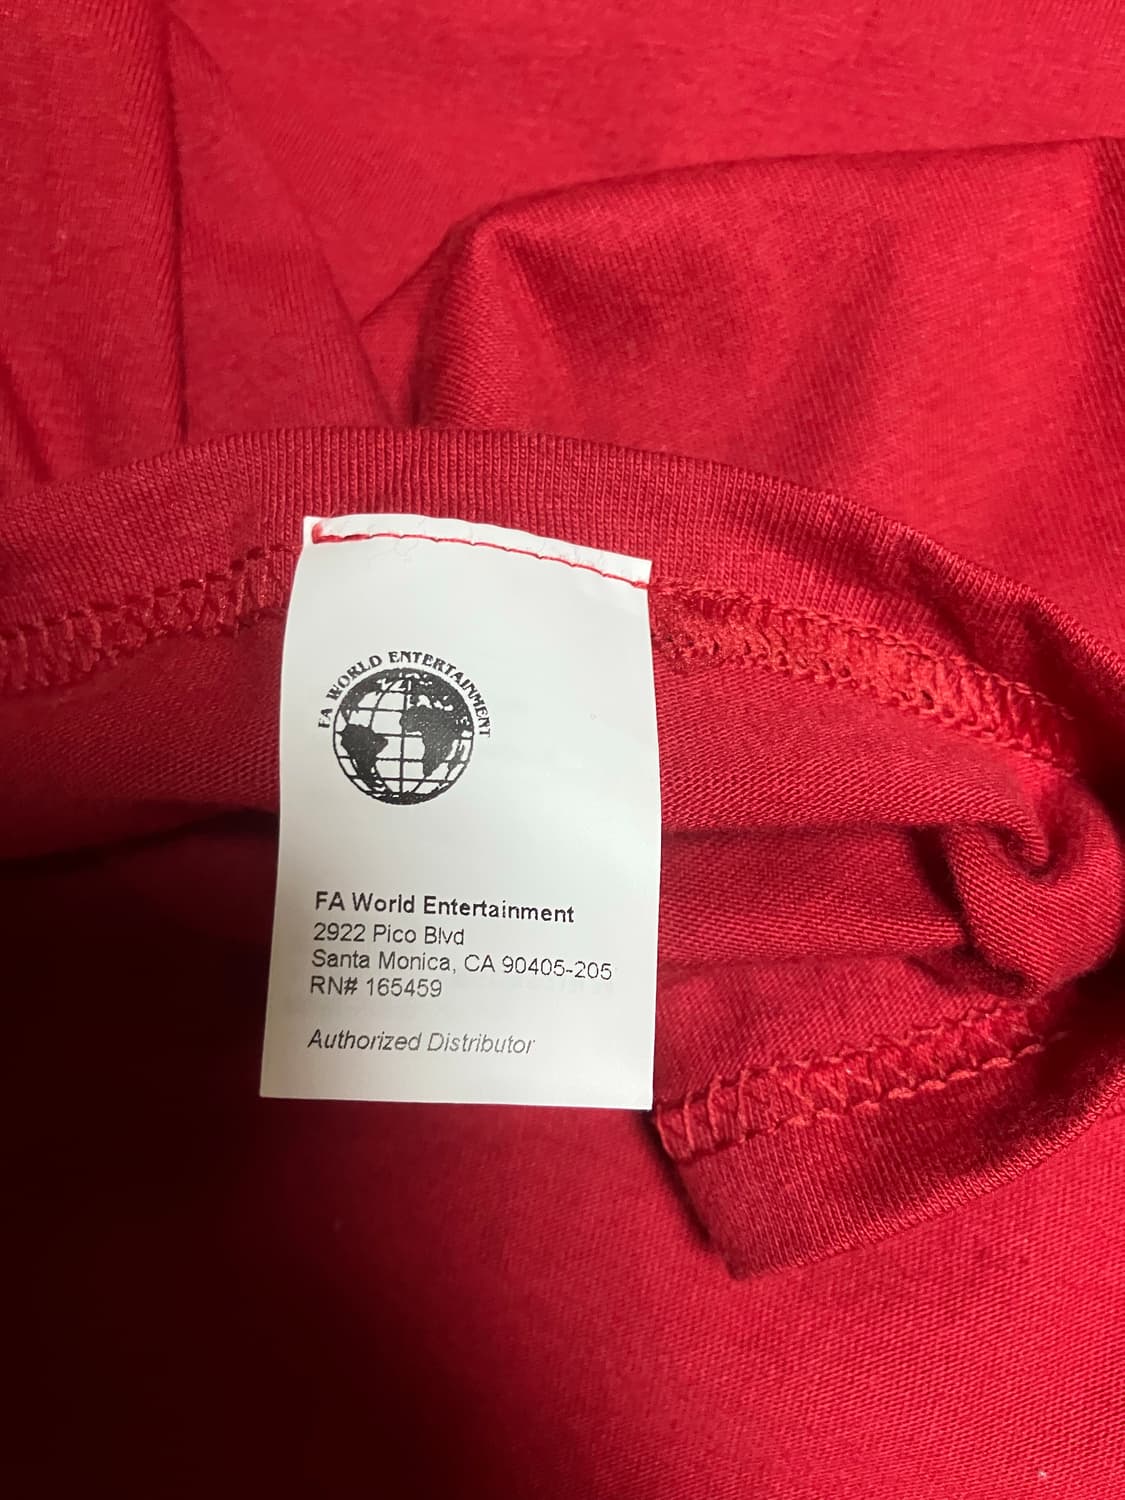 FA WORLD ENTERTAINMENT
FA World Entertainment
2922 Pico Blvd
Santa Monica, CA 90405-205
RN# 165459
Authorized Distributor